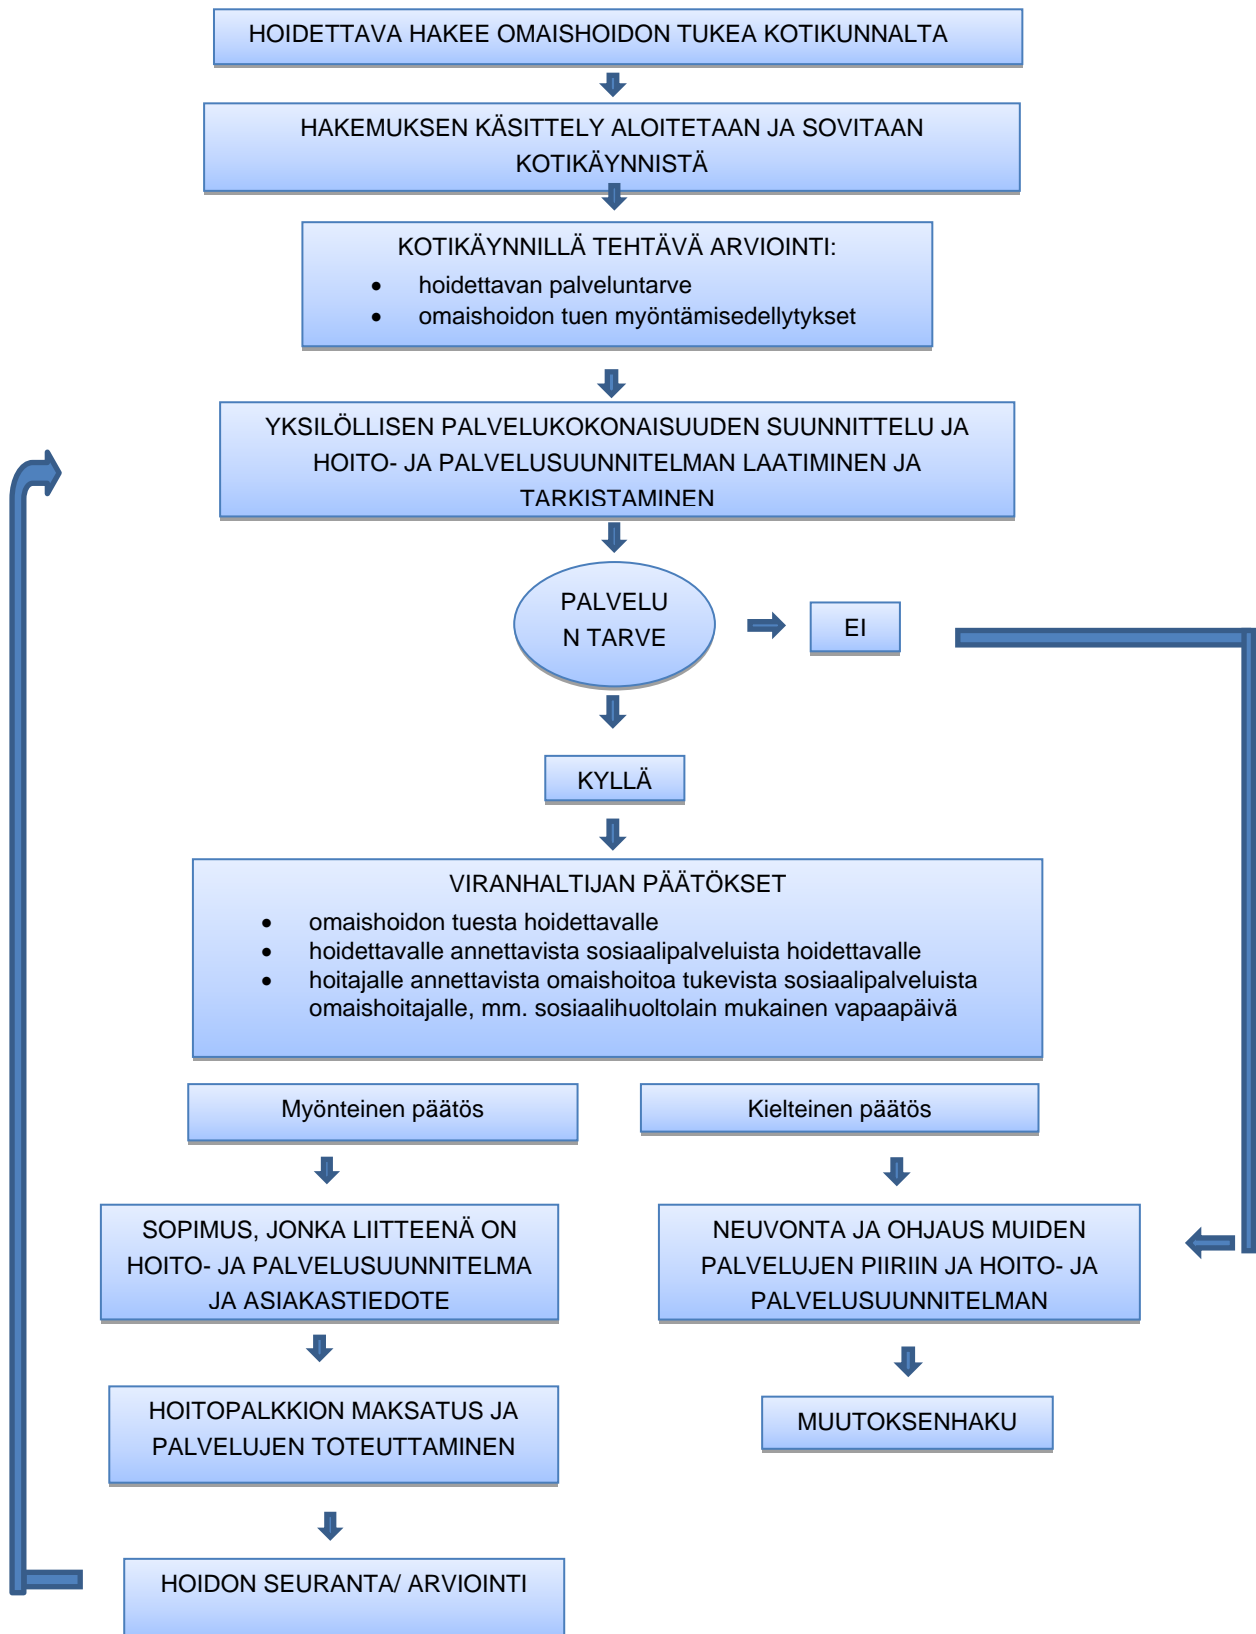 HOIDETTAVA HAKEE OMAISHOIDON TUKEA KOTIKUNNALTA
HAKEMUKSEN KÄSITTELY ALOITETAAN JA SOVITAAN
KOTIKÄYNNISTÄ
KOTIKÄYNNILLÄ TEHTÄVÄ ARVIOINTI:
• hoidettavan palveluntarve
• omaishoidon tuen myöntämisedellytykset
YKSILÖLLISEN PALVELUKOKONAISUUDEN SUUNNITTELU JA
HOITO- JA PALVELUSUUNNITELMAN LAATIMINEN JA
TARKISTAMINEN
PALVELU
N TARVE
EI
KYLLÄ
VIRANHALTIJAN PÄÄTÖKSET
• omaishoidon tuesta hoidettavalle
• hoidettavalle annettavista sosiaalipalveluista hoidettavalle
• hoitajalle annettavista omaishoitoa tukevista sosiaalipalveluista
omaishoitajalle, mm. sosiaalihuoltolain mukainen vapaapäivä
Myönteinen päätös
Kielteinen päätös
SOPIMUS, JONKA LIITTEENÄ ON
HOITO- JA PALVELUSUUNNITELMA
JA ASIAKASTIEDOTE
NEUVONTA JA OHJAUS MUIDEN
PALVELUJEN PIIRIIN JA HOITO- JA
PALVELUSUUNNITELMAN
HOITOPALKKION MAKSATUS JA
PALVELUJEN TOTEUTTAMINEN
MUUTOKSENHAKU
HOIDON SEURANTA/ ARVIOINTI